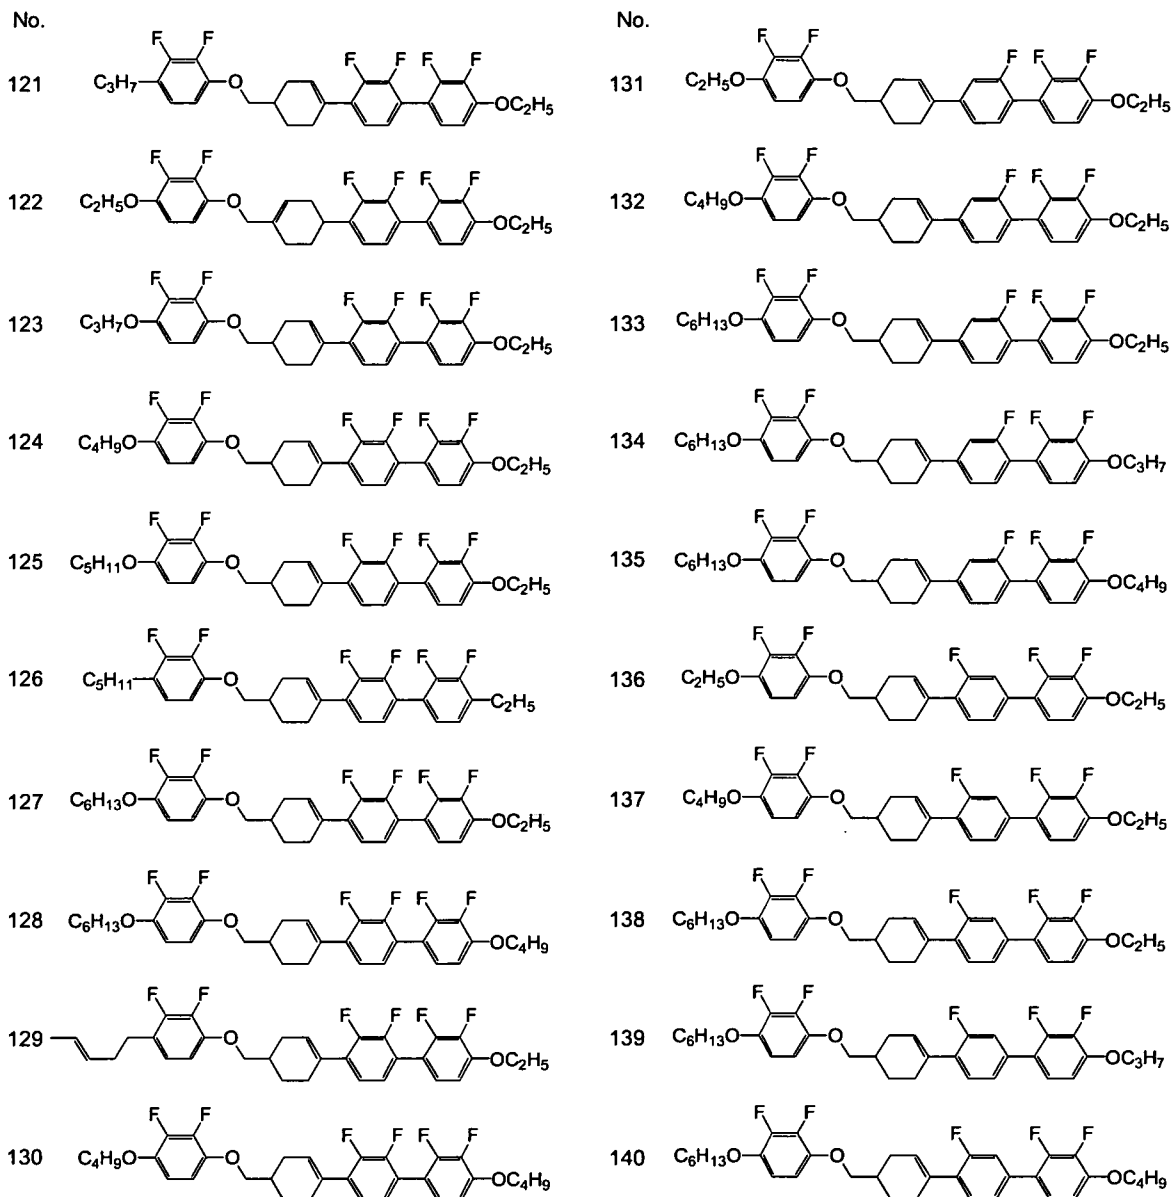 No.
F F
F F F F
121 C₃H₇ O
OC₂H₅
F F
F F F F
122 C₂H₅O O
OC₂H₅
F F
F F F F
123 C₃H₇O O
OC₂H₅
F F
F F F F
124 C₄H₉O O
OC₂H₅
F F
F F F F
125 C₅H₁₁O O
OC₂H₅
F F
F F F F
126 C₅H₁₁ O
C₂H₅
F F
F F F F
127 C₆H₁₃O O
OC₂H₅
F F
F F F F
128 C₆H₁₃O O
OC₄H₉
F F
F F F F
129 O
OC₂H₅
F F
F F F F
130 C₄H₉O O
OC₄H₉
No.
F F
F F F
131 C₂H₅O O
OC₂H₅
F F
F F F
132 C₄H₉O O
OC₂H₅
F F
F F F
133 C₆H₁₃O O
OC₂H₅
F F
F F F
134 C₆H₁₃O O
OC₃H₇
F F
F F F
135 C₆H₁₃O O
OC₄H₉
F F
F F F
136 C₂H₅O O
OC₂H₅
F F
F F F
137 C₄H₉O O
OC₂H₅
F F
F F F
138 C₆H₁₃O O
OC₂H₅
F F
F F F
139 C₆H₁₃O O
OC₃H₇
F F
F F F
140 C₆H₁₃O O
OC₄H₉